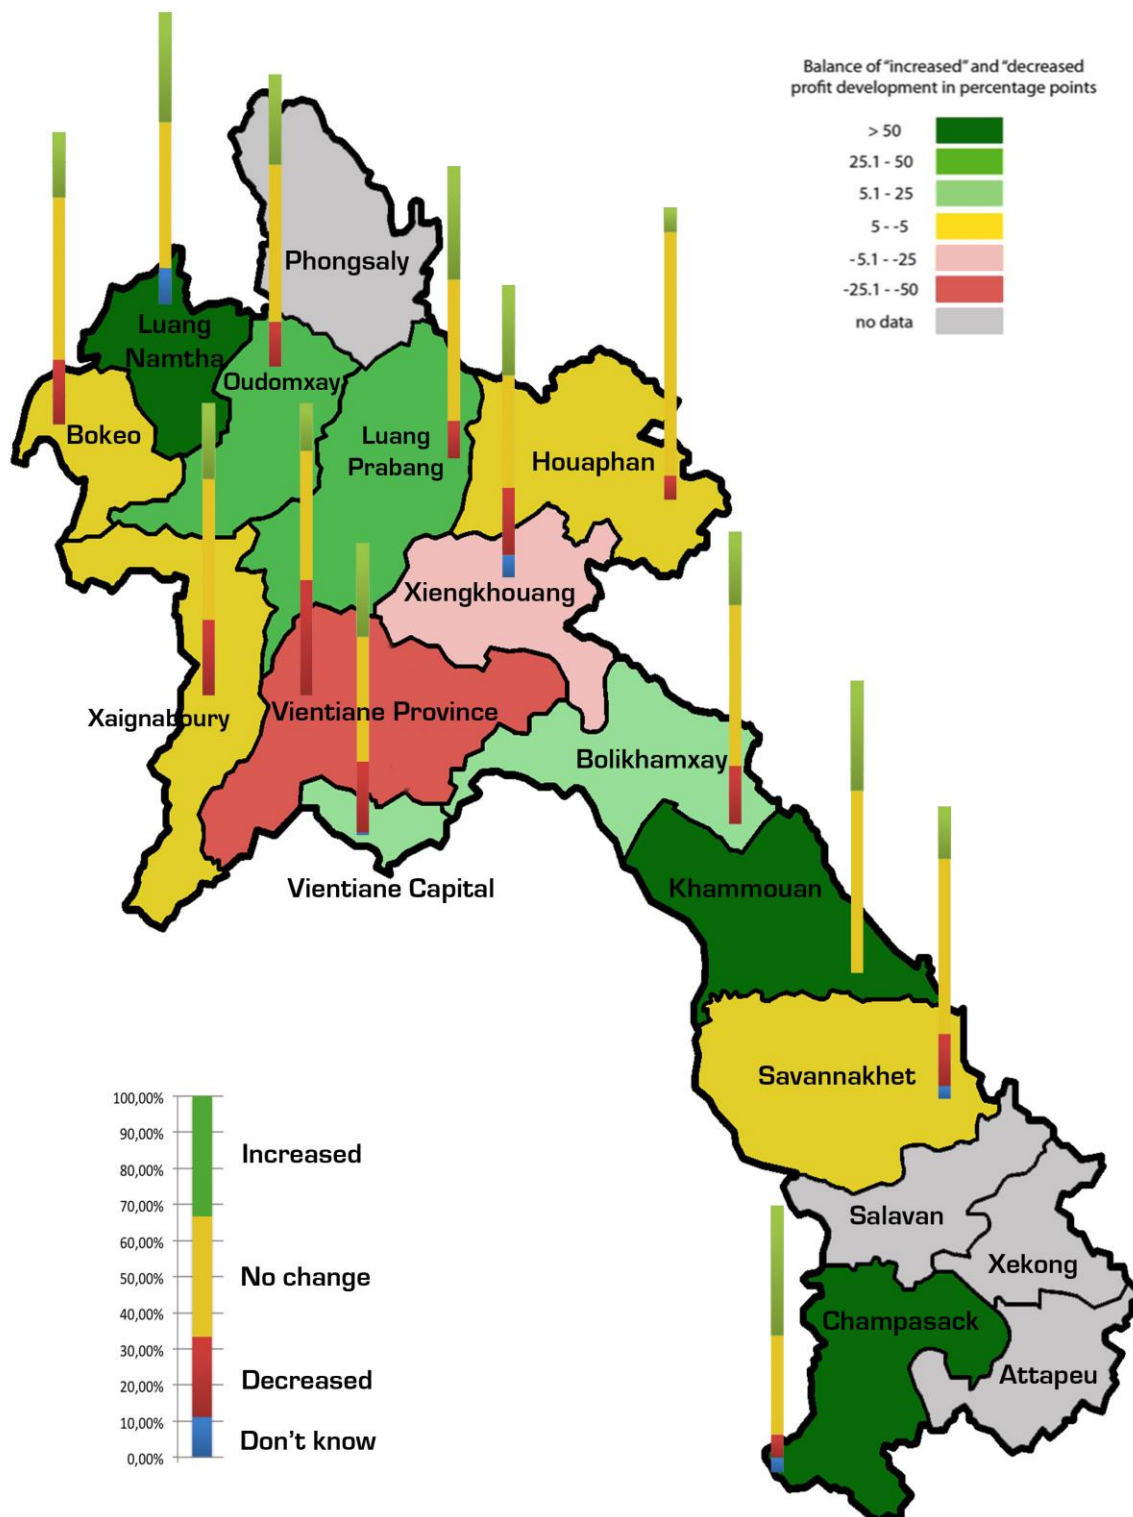 Balance of "increased" and "decreased
profit development in percentage points
> 50
25.1 - 50
5.1 - 25
5 - -5
-5.1 - -25
-25.1 - -50
no data
Phongsaly
Luang
Namtha
Oudomxay
Bokeo
Luang
Prabang
Houaphan
Xiengkhouang
Xaignaboury
Vientiane Province
Bolikhamxay
Vientiane Capital
Khammouan
Savannakhet
Salavan
Xekong
Champasack
Attapeu
100,00%
90,00%
80,00%
70,00%
60,00%
50,00%
40,00%
30,00%
20,00%
10,00%
0,00%
Increased
No change
Decreased
Don't know